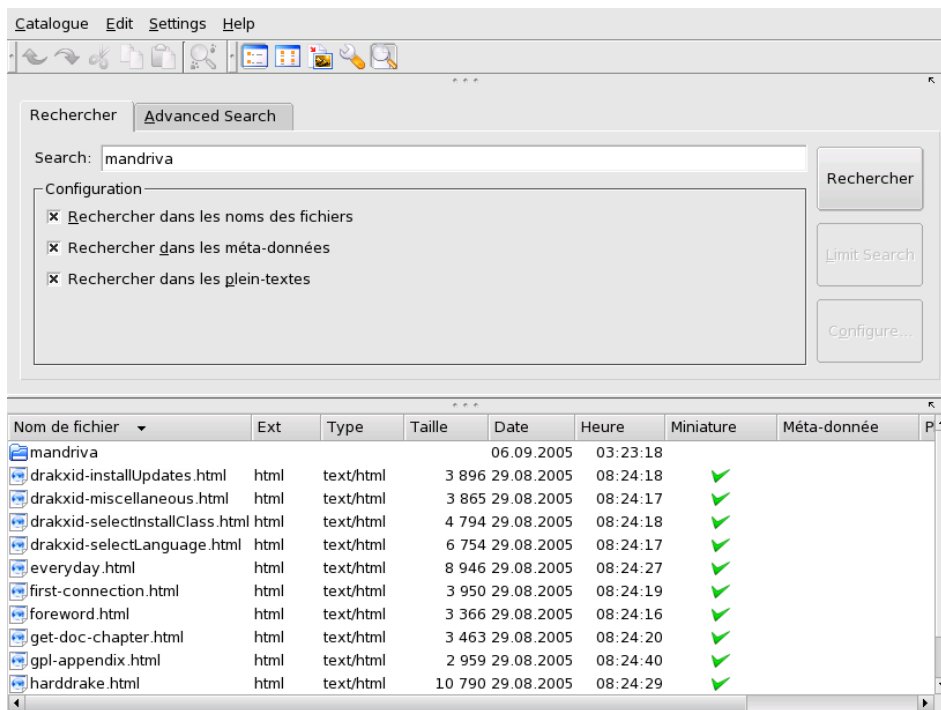 Catalogue Edit Settings Help
Rechercher Advanced Search
Search: mandriva
Rechercher
Configuration
Rechercher dans les noms des fichiers
Rechercher dans les méta-données
Limit Search
Rechercher dans les plein-textes
Configure...
Nom de fichier Ext Type Taille Date Heure Miniature Méta-donnée P
mandriva 06.09.2005 03:23:18
drakxid-installUpdates.html html text/html 3 896 29.08.2005 08:24:18
drakxid-miscellaneous.html html text/html 3 865 29.08.2005 08:24:17
drakxid-selectInstallClass.html html text/html 4 794 29.08.2005 08:24:18
drakxid-selectLanguage.html html text/html 6 754 29.08.2005 08:24:17
everyday.html html text/html 8 946 29.08.2005 08:24:27
first-connection.html html text/html 3 950 29.08.2005 08:24:19
foreword.html html text/html 3 366 29.08.2005 08:24:16
get-doc-chapter.html html text/html 3 463 29.08.2005 08:24:20
gpl-appendix.html html text/html 2 959 29.08.2005 08:24:40
harddrake.html html text/html 10 790 29.08.2005 08:24:29